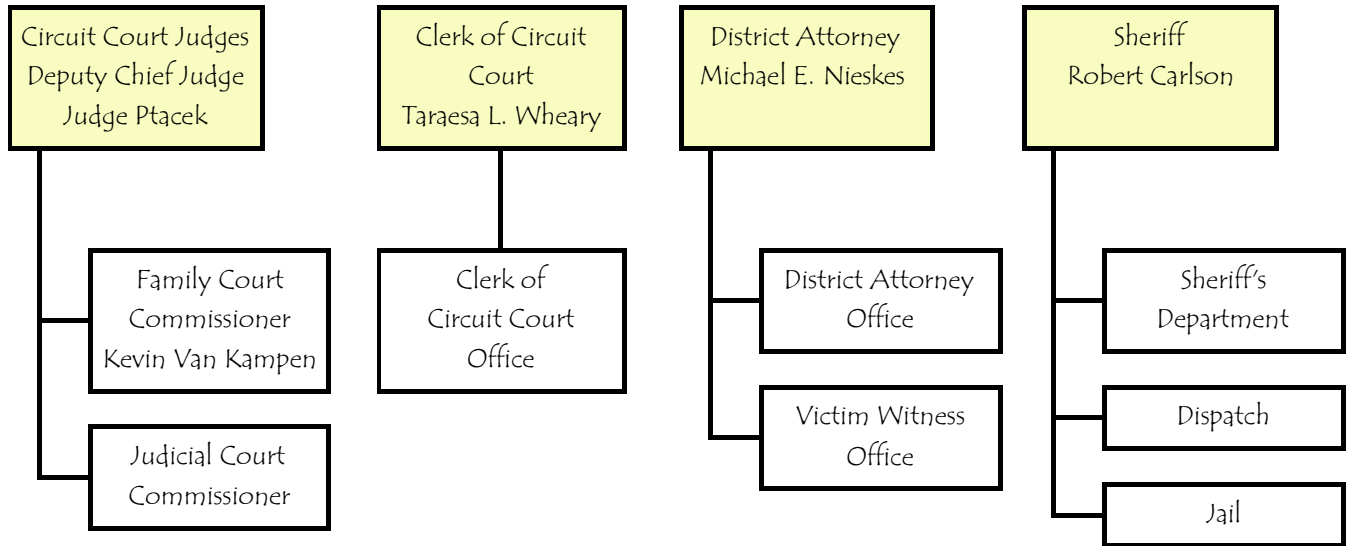 Circuit Court Judges
Deputy Chief Judge
Judge Ptacek
Clerk of Circuit
Court
Taraesa L. Wheary
District Attorney
Michael E. Nieskes
Sheriff
Robert Carlson
Family Court
Commissioner
Kevin Van Kampen
Judicial Court
Commissioner
Clerk of
Circuit Court
Office
District Attorney
Office
Victim Witness
Office
Sheriff's
Department
Dispatch
Jail